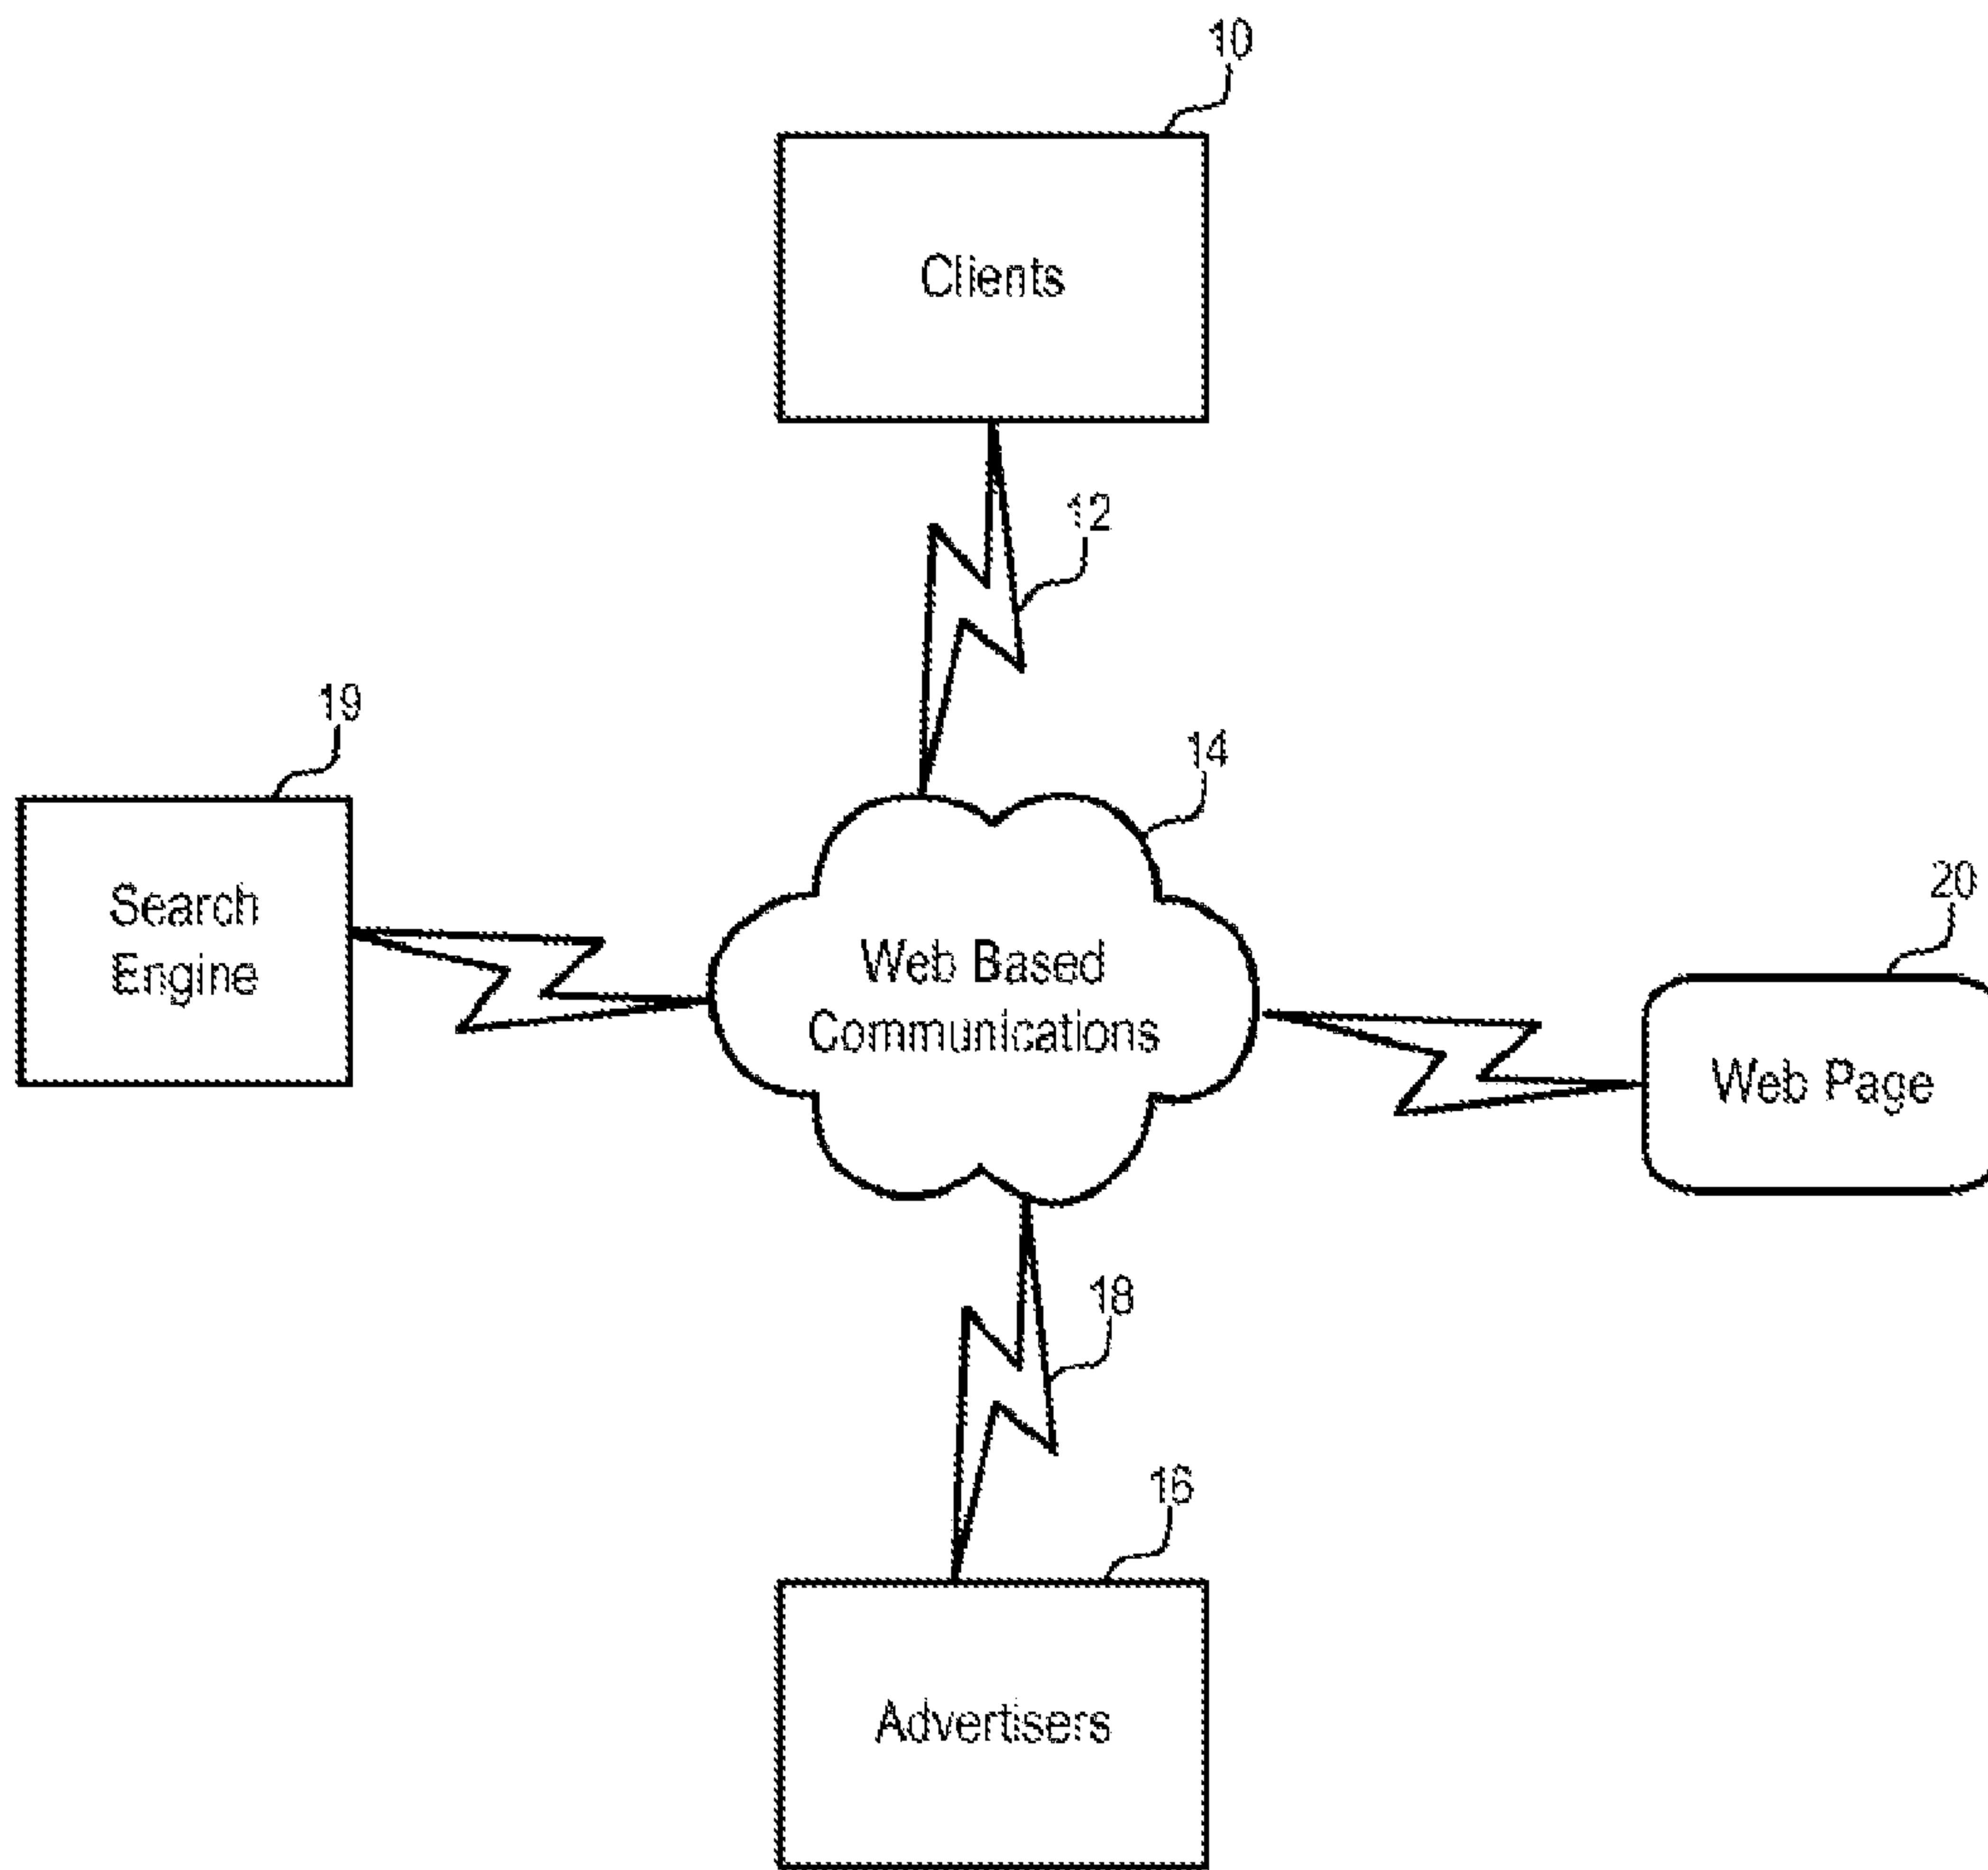 10
Clients
12
19
14
Search
Engine
20
Web Based
Communications
Web Page
18
16
Advertisers